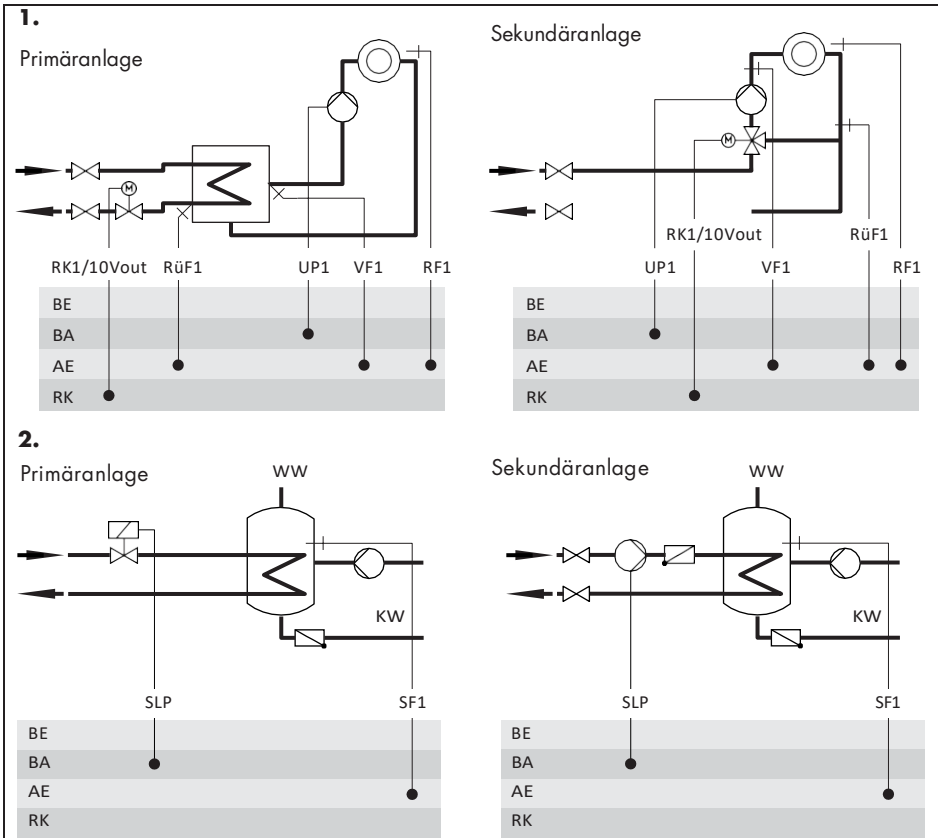 1.
Primäranlage
Sekundäranlage
M
M
RK1/10Vout RüF1 UP1 VF1 RF1
RK1/10Vout RüF1
UP1 VF1 RF1
BE
BA
AE
RK
BE
BA
AE
RK
2.
Primäranlage
WW
KW
SLP SF1
BE
BA
AE
RK
Sekundäranlage
WW
KW
SLP SF1
BE
BA
AE
RK